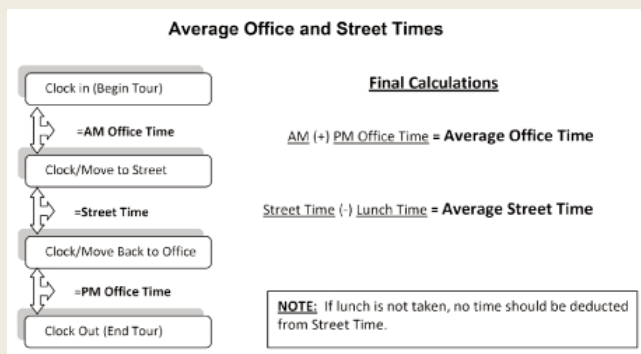 Average Office and Street Times
Clock in (Begin Tour)
=AM Office Time
Clock/Move to Street
=Street Time
Clock/Move Back to Office
=PM Office Time
Clock Out (End Tour)
Final Calculations
AM (+) PM Office Time = Average Office Time
Street Time (-) Lunch Time = Average Street Time
NOTE: If lunch is not taken, no time should be deducted
from Street Time.